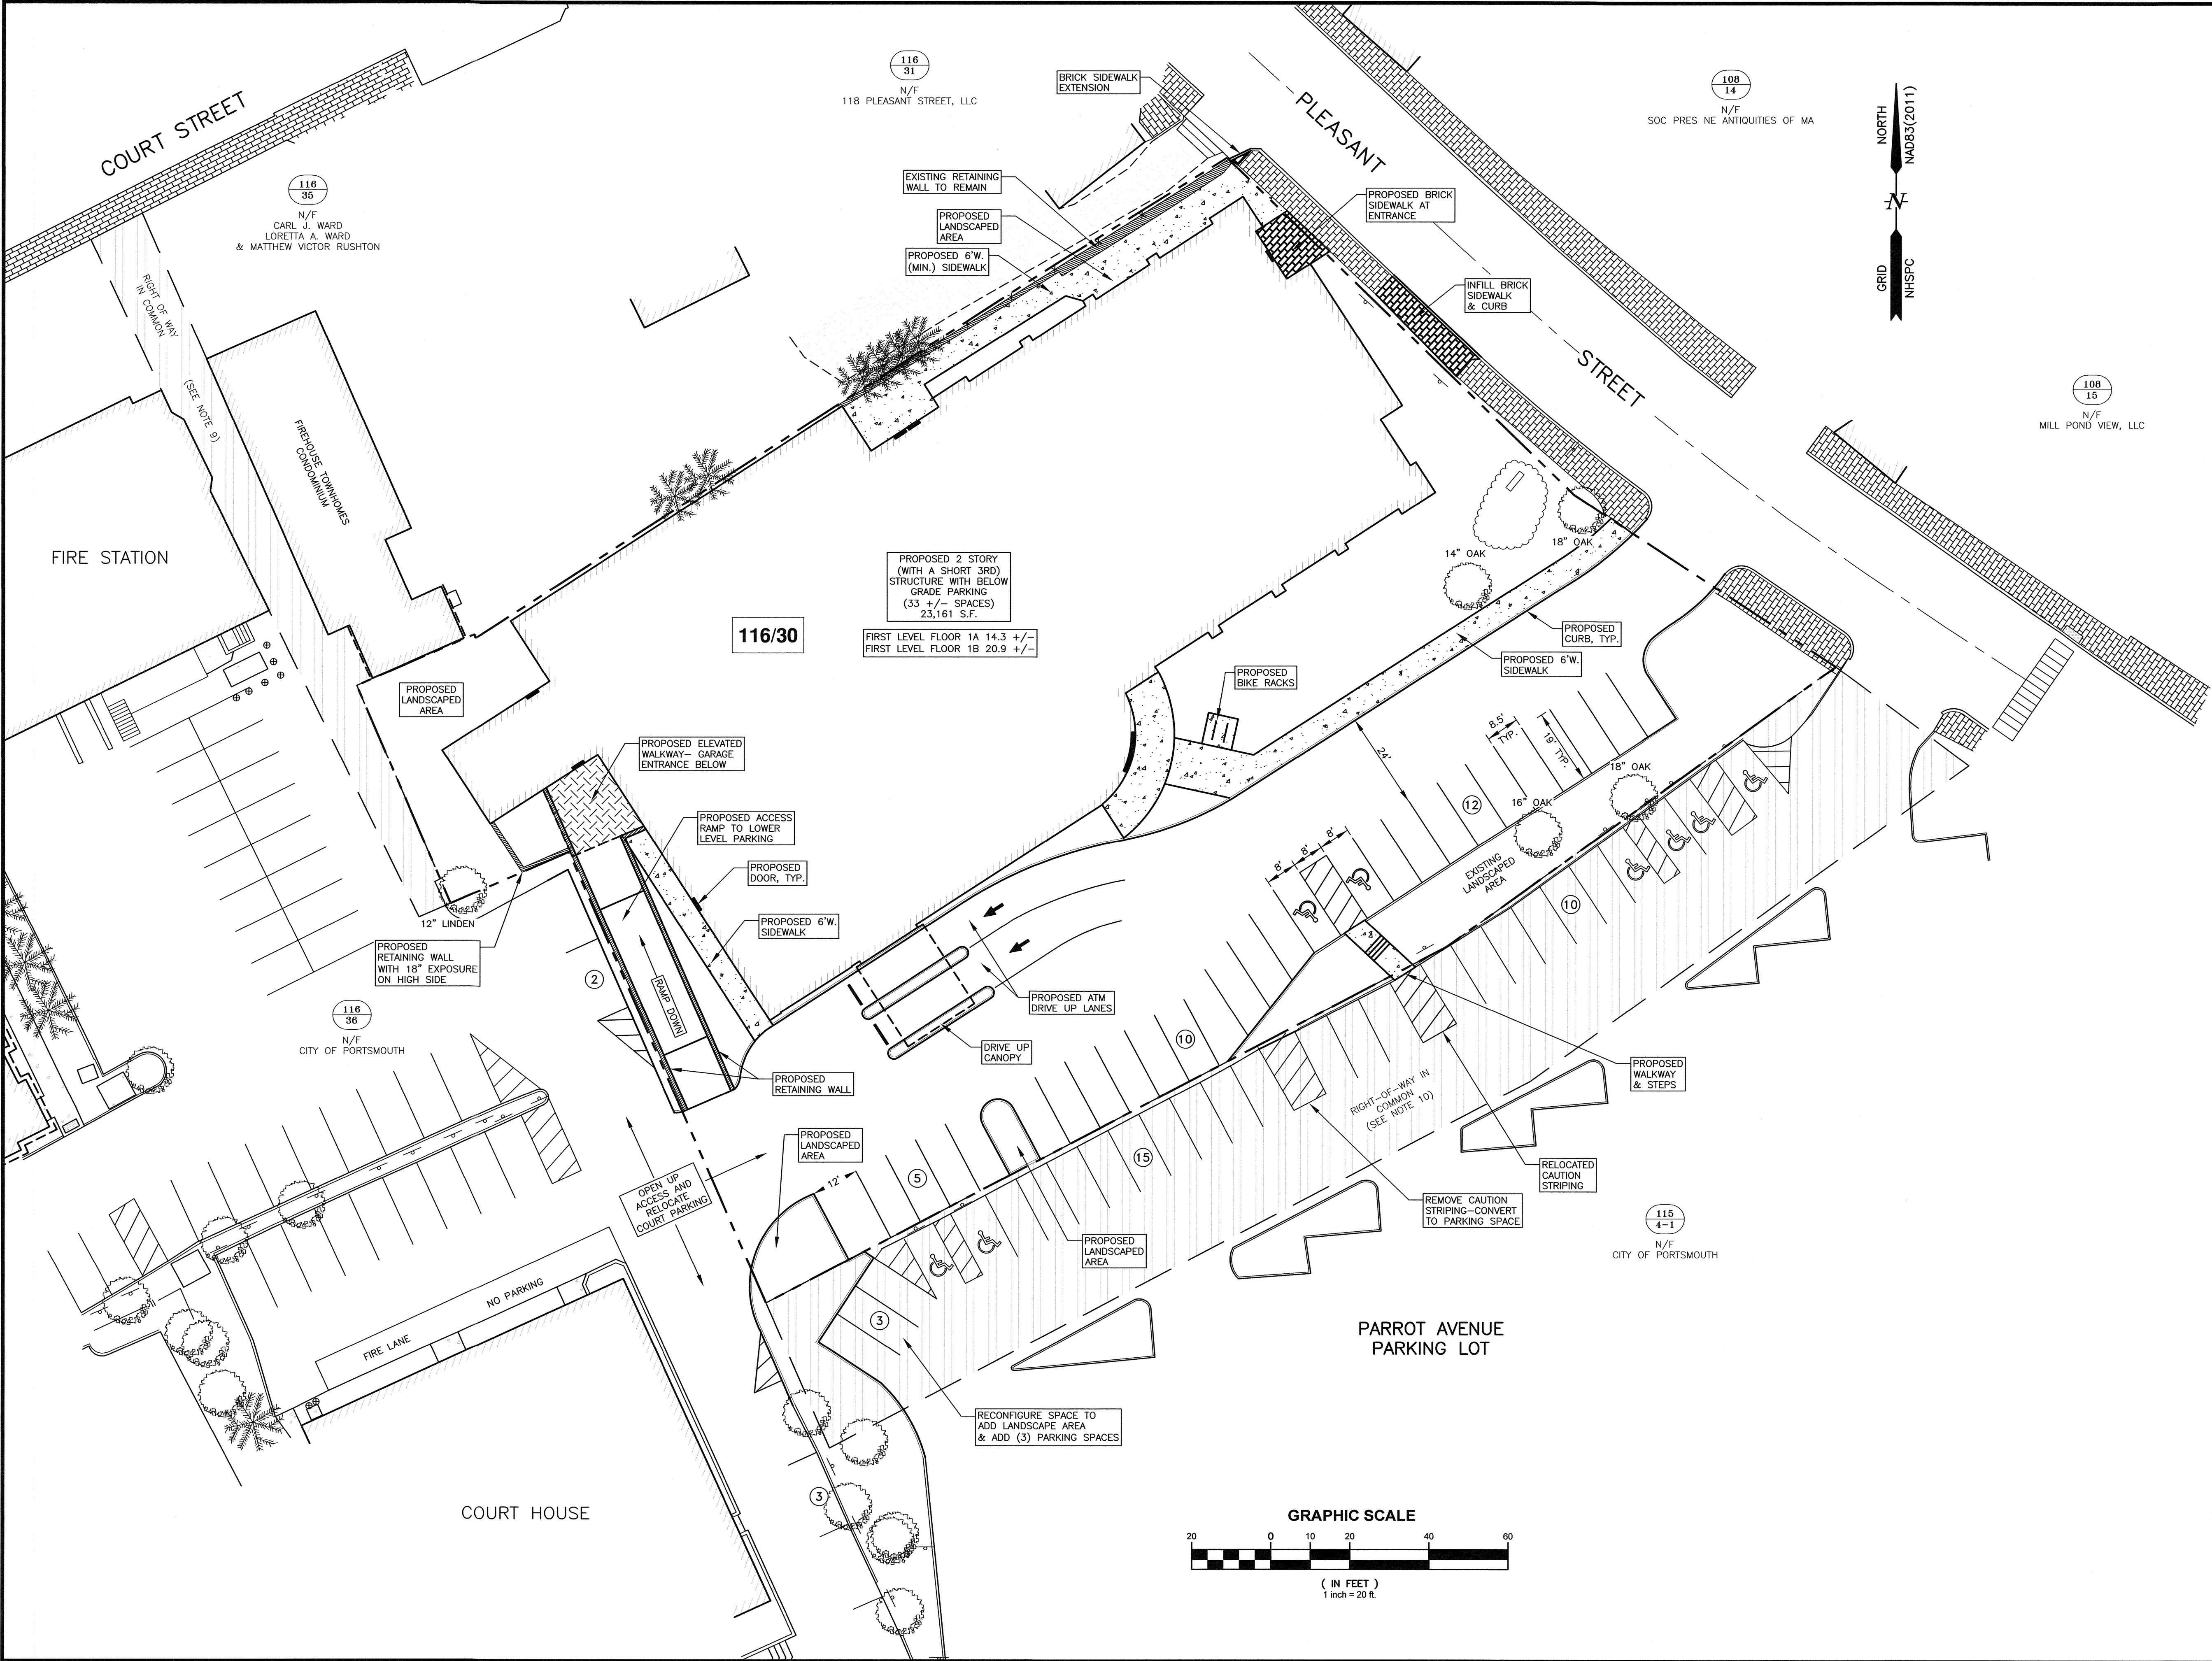 COURT STREET
116
35
N/F
CARL J. WARD
LORETTA A. WARD
& MATTHEW VICTOR RUSHTON
116
31
N/F
118 PLEASANT STREET, LLC
BRICK SIDEWALK
EXTENSION
PLEASANT
STREET
108
14
N/F
SOC PRES NE ANTIQUITIES OF MA
NORTH
NAD83(2011)
N
GRID
NHSPC
EXISTING RETAINING
WALL TO REMAIN
PROPOSED
LANDSCAPED
AREA
PROPOSED 6'W.
(MIN.) SIDEWALK
PROPOSED BRICK
SIDEWALK AT
ENTRANCE
INFILL BRICK
SIDEWALK
& CURB
108
15
N/F
MILL POND VIEW, LLC
RIGHT OF WAY
IN COMMON
(SEE NOTE 9)
FIREHOUSE TOWNHOMES
CONDOMINIUM
FIRE STATION
PROPOSED 2 STORY
(WITH A SHORT 3RD)
STRUCTURE WITH BELOW
GRADE PARKING
(33 +/- SPACES)
23,161 S.F.
116/30
FIRST LEVEL FLOOR 1A 14.3 +/-
FIRST LEVEL FLOOR 1B 20.9 +/-
14" OAK
18" OAK
PROPOSED
CURB, TYP.
PROPOSED 6'W.
SIDEWALK
PROPOSED
BIKE RACKS
PROPOSED
LANDSCAPED
AREA
PROPOSED ELEVATED
WALKWAY- GARAGE
ENTRANCE BELOW
PROPOSED ACCESS
RAMP TO LOWER
LEVEL PARKING
PROPOSED
DOOR, TYP.
PROPOSED 6'W.
SIDEWALK
24'
8.5'
TYP.
19' TYP.
18" OAK
16" OAK
12
8'
8'
8'
EXISTING
LANDSCAPED
AREA
10
12" LINDEN
PROPOSED
RETAINING WALL
WITH 18" EXPOSURE
ON HIGH SIDE
2
RAMP DOWN
PROPOSED ATM
DRIVE UP LANES
DRIVE UP
CANOPY
10
116
36
N/F
CITY OF PORTSMOUTH
PROPOSED
RETAINING WALL
RIGHT-OF-WAY IN
COMMON
(SEE NOTE 10)
PROPOSED
WALKWAY
& STEPS
OPEN UP
ACCESS AND
RELOCATE
COURT PARKING
PROPOSED
LANDSCAPED
AREA
12'
5
15
RELOCATED
CAUTION
STRIPING
REMOVE CAUTION
STRIPING-CONVERT
TO PARKING SPACE
PROPOSED
LANDSCAPED
AREA
115
4-1
N/F
CITY OF PORTSMOUTH
NO PARKING
FIRE LANE
3
PARROT AVENUE
PARKING LOT
RECONFIGURE SPACE TO
ADD LANDSCAPE AREA
& ADD (3) PARKING SPACES
3
COURT HOUSE
GRAPHIC SCALE
20 0 10 20 40 60
( IN FEET )
1 inch = 20 ft.